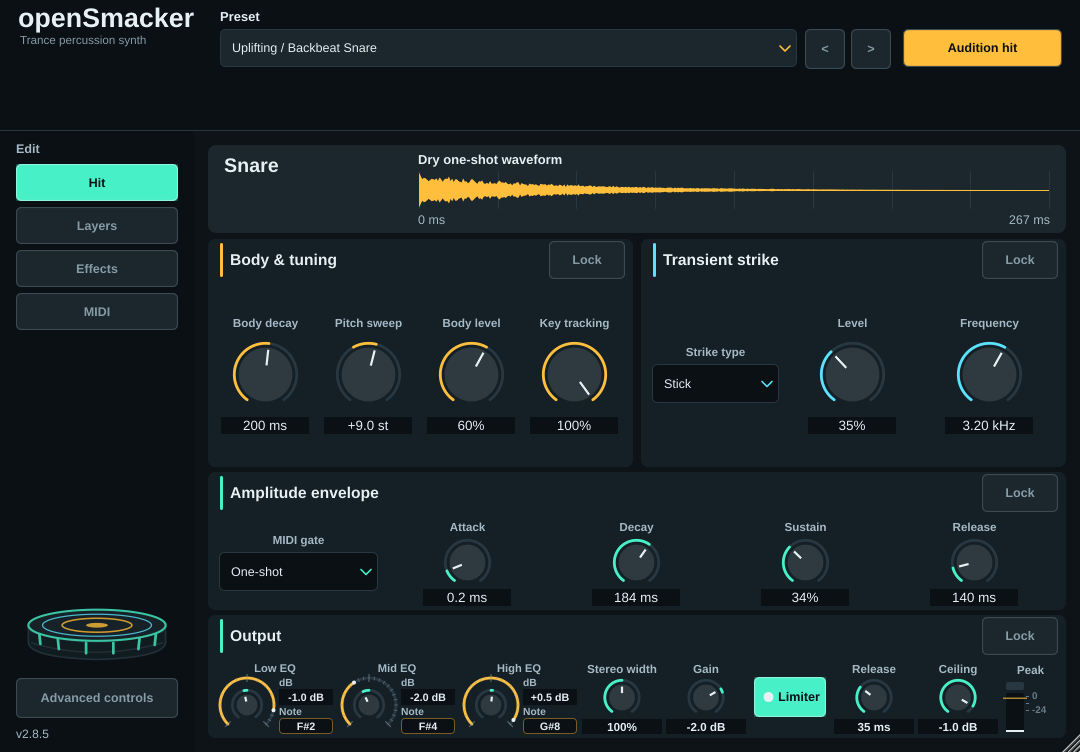 openSmacker
Trance percussion synth
Preset
Uplifting / Backbeat Snare
<
>
Audition hit
Edit
Hit
Layers
Effects
MIDI
Advanced controls
v2.8.5
Snare
Dry one-shot waveform
0 ms
267 ms
Body & tuning
Lock
Body decay
Pitch sweep
Body level
Key tracking
200 ms
+9.0 st
60%
100%
Transient strike
Lock
Strike type
Stick
Level
Frequency
35%
3.20 kHz
Amplitude envelope
Lock
MIDI gate
One-shot
Attack
Decay
Sustain
Release
0.2 ms
184 ms
34%
140 ms
Output
Lock
Low EQ
dB
-1.0 dB
Note
F#2
Mid EQ
dB
-2.0 dB
Note
F#4
High EQ
dB
+0.5 dB
Note
G#8
Stereo width
100%
Gain
-2.0 dB
Limiter
Release
35 ms
Ceiling
-1.0 dB
Peak
0
-24